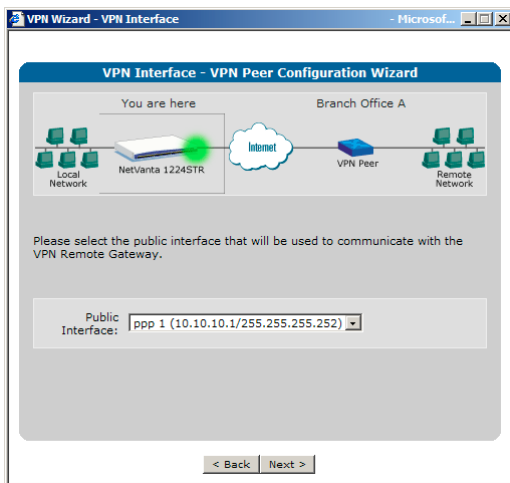 VPN Wizard - VPN Interface - Microsof...
VPN Interface - VPN Peer Configuration Wizard
You are here
Branch Office A
Internet
Local
Network
NetVanta 1224STR
VPN Peer
Remote
Network
Please select the public interface that will be used to communicate with the
VPN Remote Gateway.
Public
Interface:
ppp 1 (10.10.10.1/255.255.255.252)
< Back
Next >